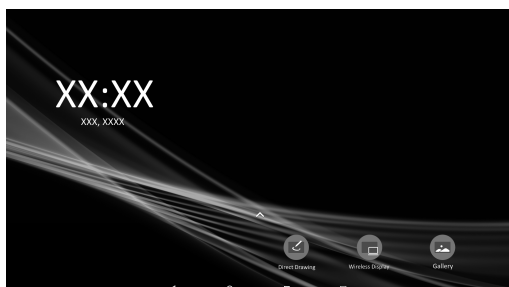 XX:XX
XXX, XXXX
Direct Drawing
Wireless Display
Gallery